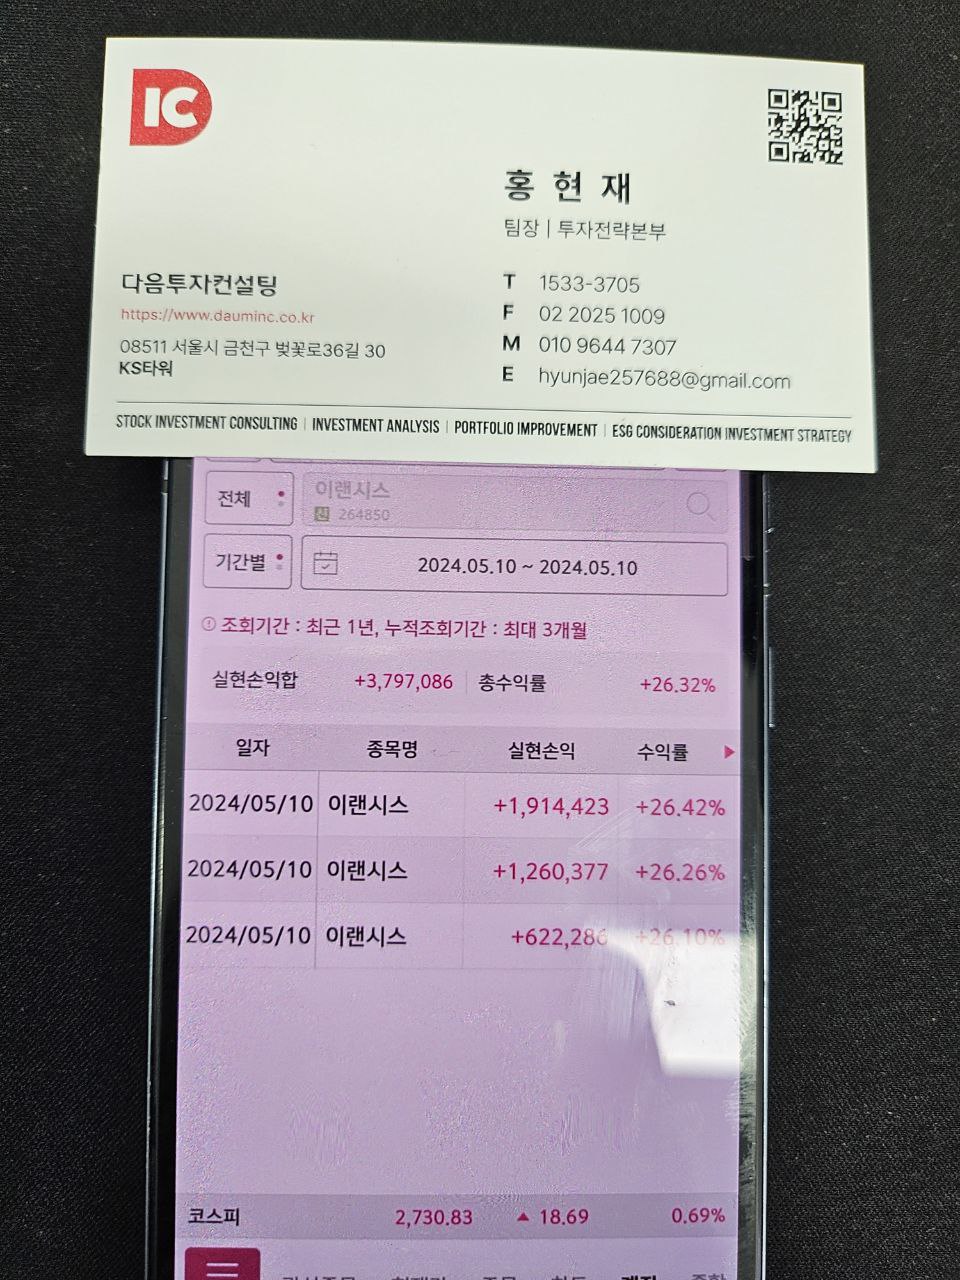 IC
홍 현 재
팀장 | 투자전략본부
다음투자컨설팅
https://www.dauminc.co.kr
08511 서울시 금천구 벚꽃로36길 30
KS타워
T 1533-3705
F 02 2025 1009
M 010 9644 7307
E hyunjae257688@gmail.com
STOCK INVESTMENT CONSULTING | INVESTMENT ANALYSIS | PORTFOLIO IMPROVEMENT | ESG CONSIDERATION INVESTMENT STRATEGY
전체 이랜시스
신 264850
기간별 2024.05.10 ~ 2024.05.10
조회기간 : 최근 1년, 누적조회기간 : 최대 3개월
실현손익합 +3,797,086 총수익률 +26.32%
일자 종목명 실현손익 수익률
2024/05/10 이랜시스 +1,914,423 +26.42%
2024/05/10 이랜시스 +1,260,377 +26.26%
2024/05/10 이랜시스 +622,286 +26.10%
코스피 2,730.83 ▲ 18.69 0.69%